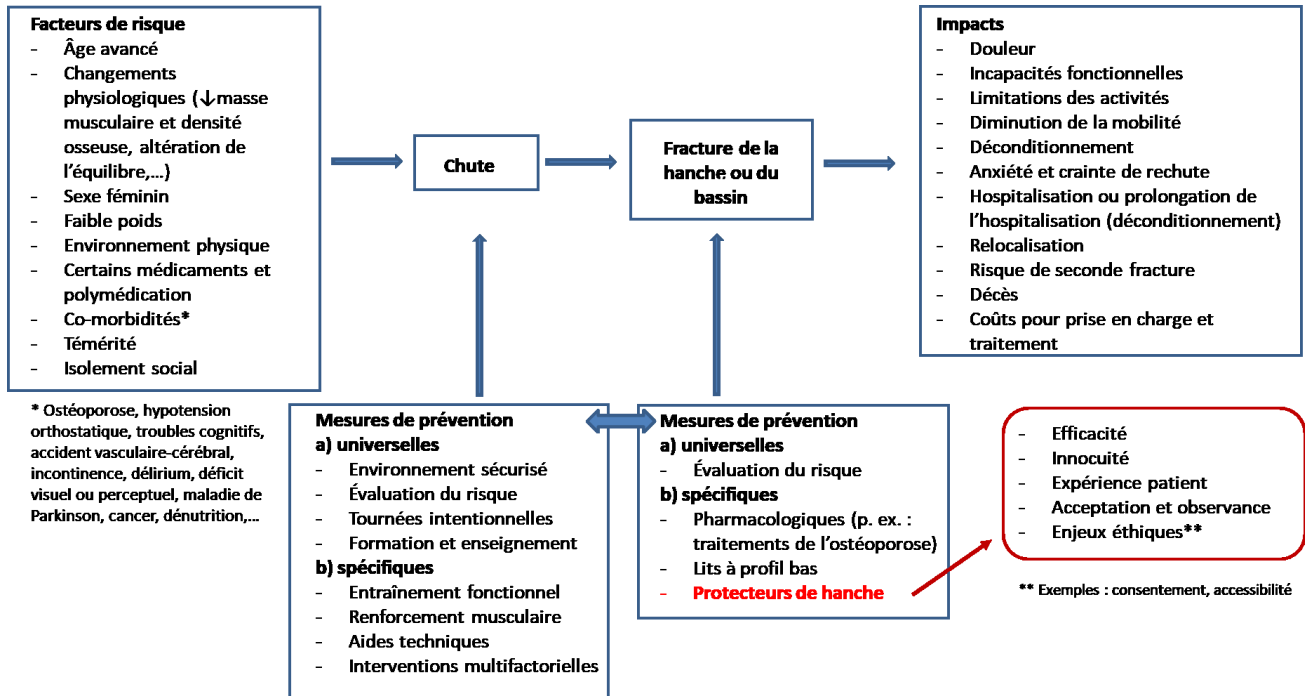 Facteurs de risque
- Âge avancé
- Changements
physiologiques (↓masse
musculaire et densité
osseuse, altération de
l'équilibre,...)
- Sexe féminin
- Faible poids
- Environnement physique
- Certains médicaments et
polymédication
- Co-morbidités*
- Témérité
- Isolement social
* Ostéoporose, hypotension
orthostatique, troubles cognitifs,
accident vasculaire-cérébral,
incontinence, délirium, déficit
visuel ou perceptuel, maladie de
Parkinson, cancer, dénutrition,...
Chute
Fracture de la
hanche ou du
bassin
Impacts
- Douleur
- Incapacités fonctionnelles
- Limitations des activités
- Diminution de la mobilité
- Déconditionnement
- Anxiété et crainte de rechute
- Hospitalisation ou prolongation de
l'hospitalisation (déconditionnement)
- Relocalisation
- Risque de seconde fracture
- Décès
- Coûts pour prise en charge et
traitement
Mesures de prévention
a) universelles
- Environnement sécurisé
- Évaluation du risque
- Tournées intentionnelles
- Formation et enseignement
b) spécifiques
- Entraînement fonctionnel
- Renforcement musculaire
- Aides techniques
- Interventions multifactorielles
Mesures de prévention
a) universelles
- Évaluation du risque
b) spécifiques
- Pharmacologiques (p. ex. :
traitements de l'ostéoporose)
- Lits à profil bas
- Protecteurs de hanche
- Efficacité
- Innocuité
- Expérience patient
- Acceptation et observance
- Enjeux éthiques**
** Exemples : consentement, accessibilité